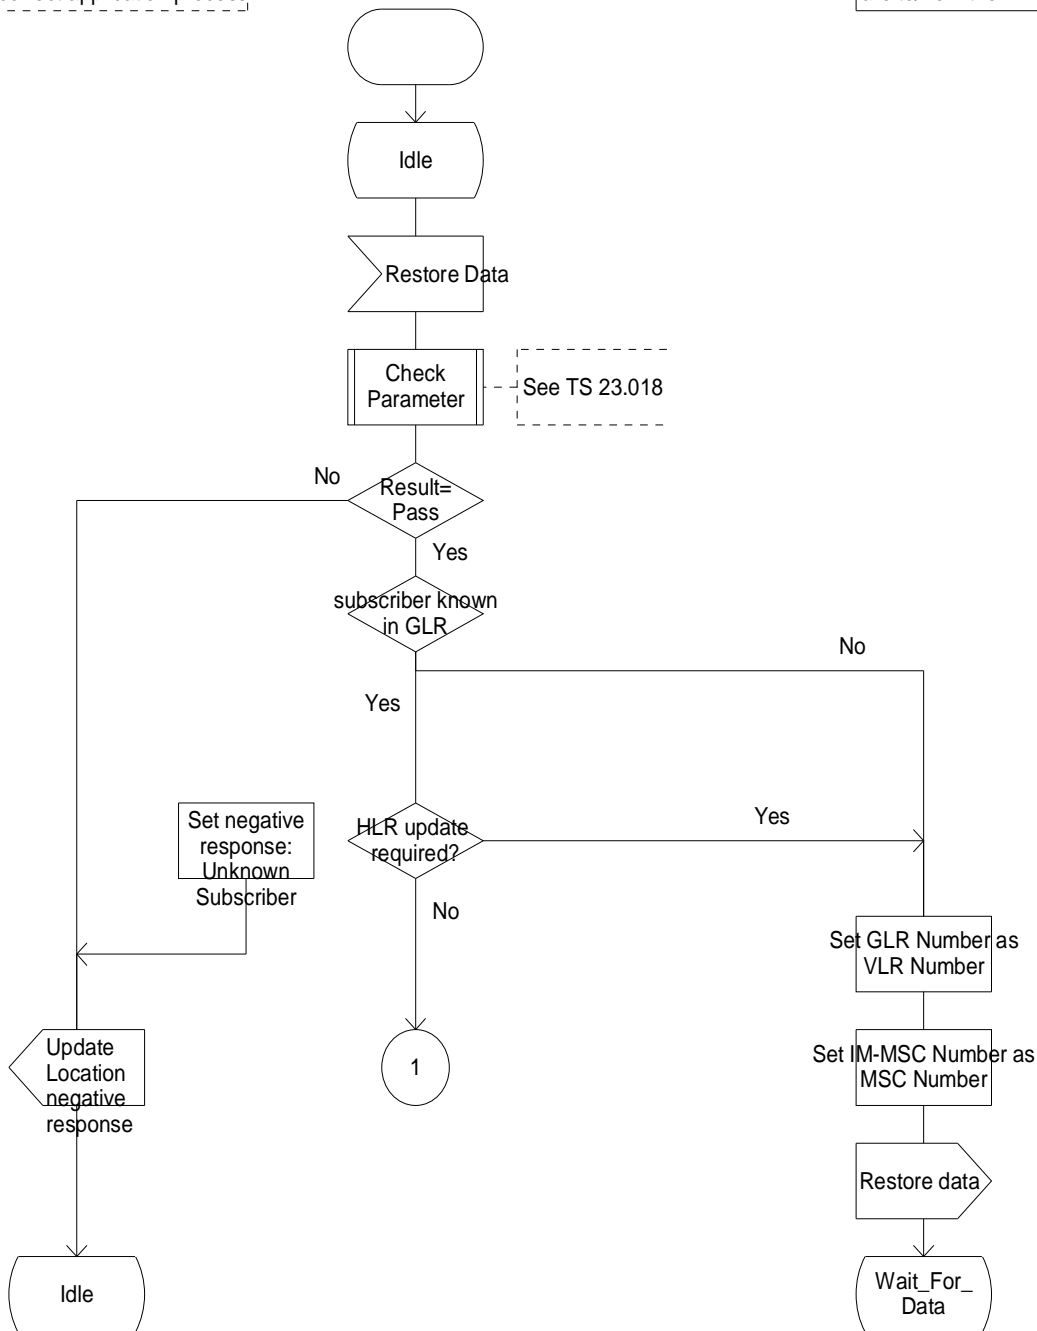 Idle
Restore Data
Check
Parameter
See TS 23.018
No
Result=
Pass
Yes
subscriber known
in GLR
No
Yes
Set negative
response:
Unknown
Subscriber
HLR update
required?
Yes
No
Set GLR Number as
VLR Number
Update
Location
negative
response
1
Set IM-MSC Number as
MSC Number
Restore data
Idle
Wait_For_
Data